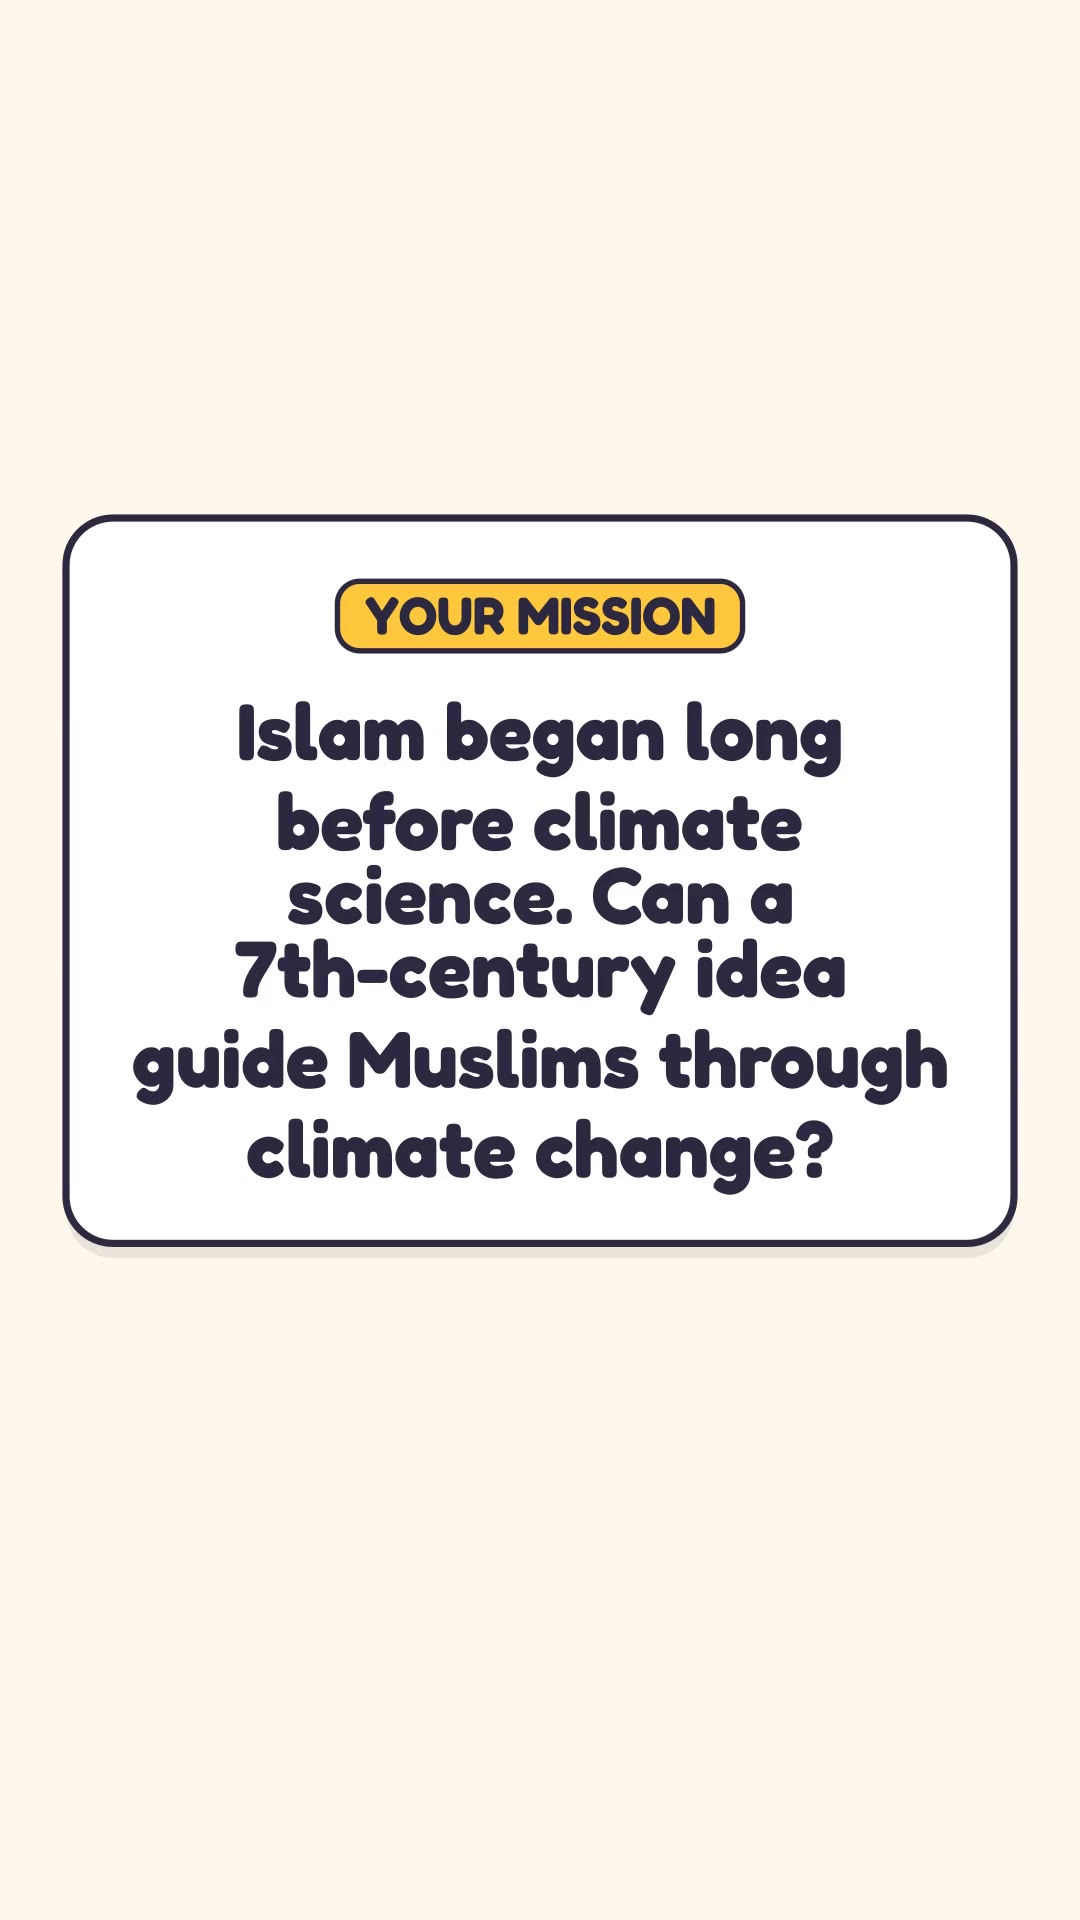 YOUR MISSION
Islam began long
before climate
science. Can a
7th-century idea
guide Muslims through
climate change?